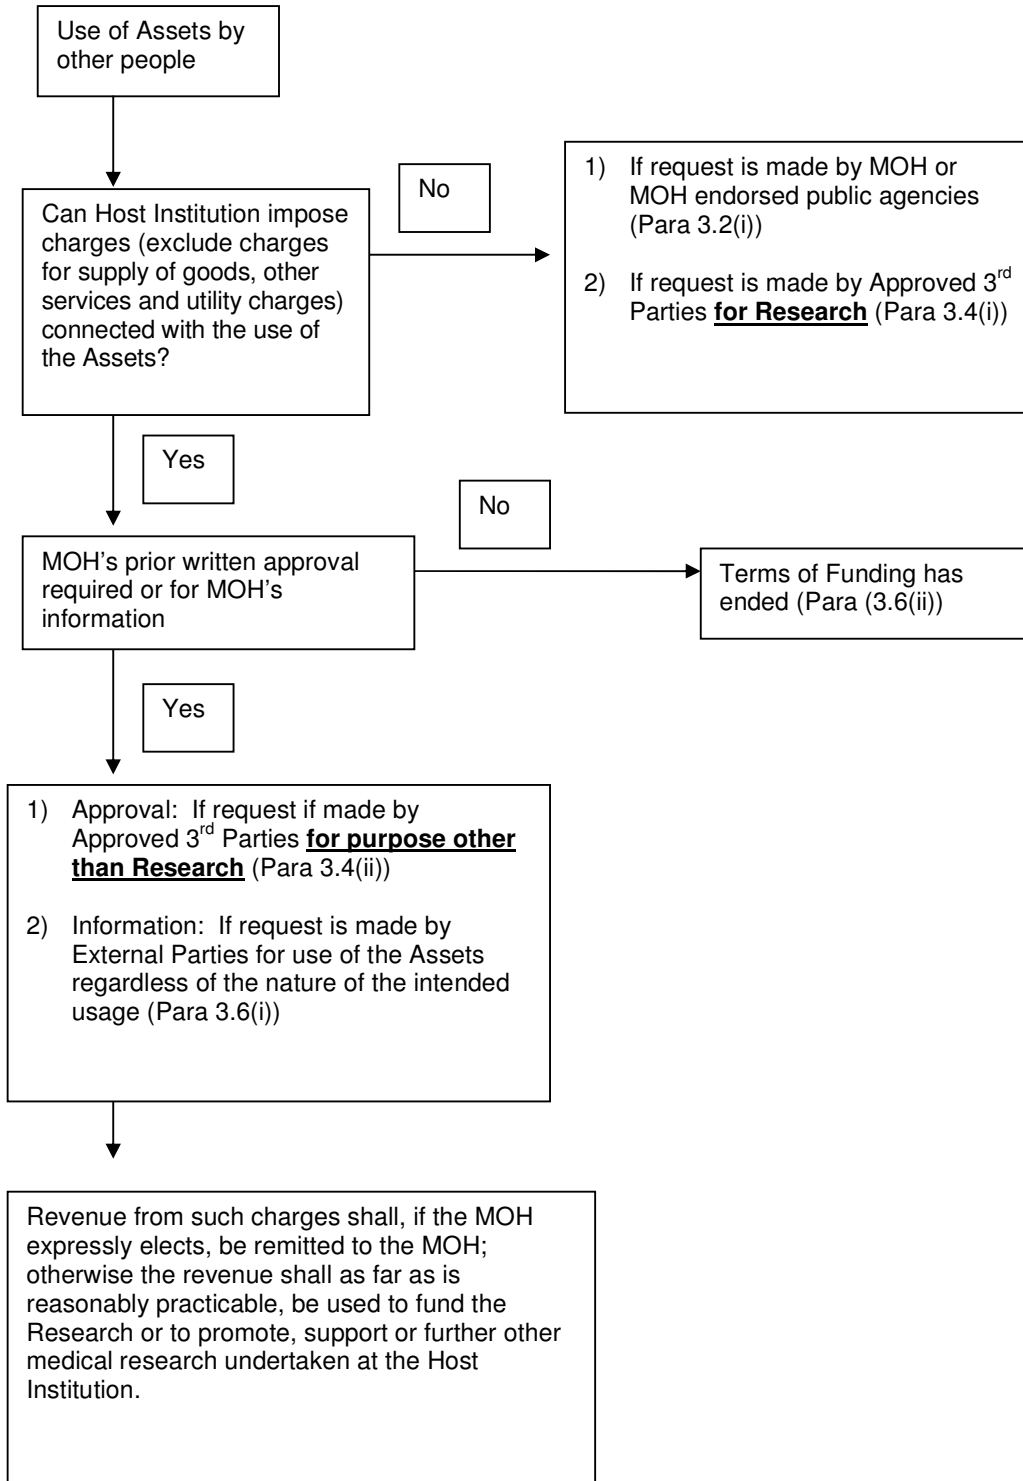 Use of Assets by
other people
Can Host Institution impose
charges (exclude charges
for supply of goods, other
services and utility charges)
connected with the use of
the Assets?
No
1) If request is made by MOH or
MOH endorsed public agencies
(Para 3.2(i))
2) If request is made by Approved 3rd
Parties for Research (Para 3.4(i))
Yes
MOH's prior written approval
required or for MOH's
information
No
Terms of Funding has
ended (Para (3.6(ii))
Yes
1) Approval: If request if made by
Approved 3rd Parties for purpose other
than Research (Para 3.4(ii))
2) Information: If request is made by
External Parties for use of the Assets
regardless of the nature of the intended
usage (Para 3.6(i))
Revenue from such charges shall, if the MOH
expressly elects, be remitted to the MOH;
otherwise the revenue shall as far as is
reasonably practicable, be used to fund the
Research or to promote, support or further other
medical research undertaken at the Host
Institution.